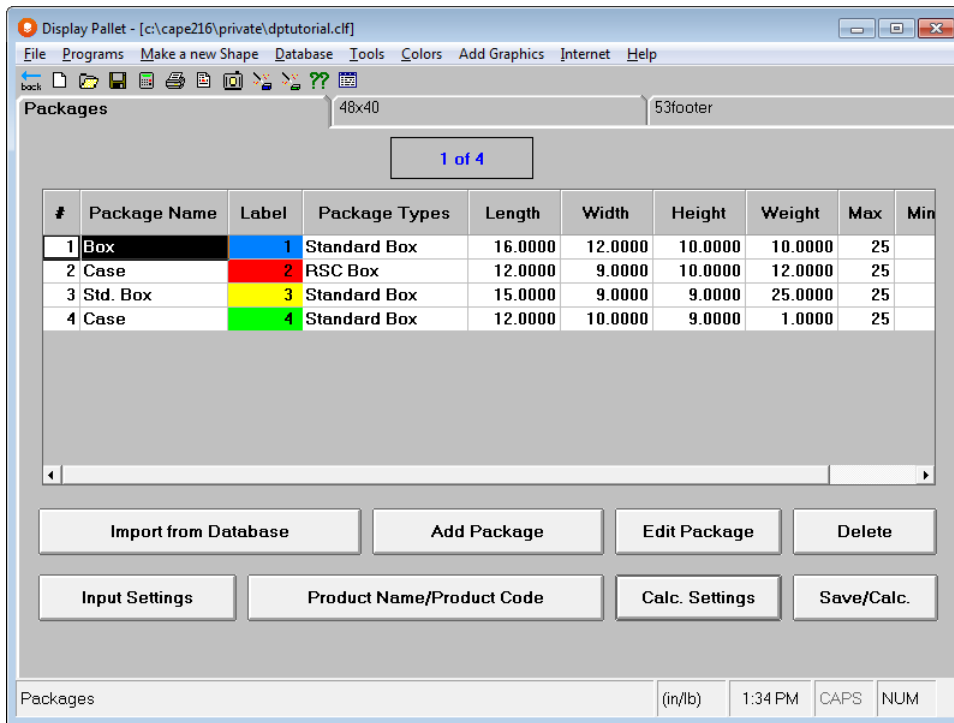 Display Pallet - [c:\cape216\private\dptutorial.clf]
File Programs Make a new Shape Database Tools Colors Add Graphics Internet Help
back ??
Packages 48x40 53footer
1 of 4
# Package Name Label Package Types Length Width Height Weight Max Min
1 Box 1 Standard Box 16.0000 12.0000 10.0000 10.0000 25
2 Case 2 RSC Box 12.0000 9.0000 10.0000 12.0000 25
3 Std. Box 3 Standard Box 15.0000 9.0000 9.0000 25.0000 25
4 Case 4 Standard Box 12.0000 10.0000 9.0000 1.0000 25
Import from Database Add Package Edit Package Delete
Input Settings Product Name/Product Code Calc. Settings Save/Calc.
Packages (in/lb) 1:34 PM CAPS NUM